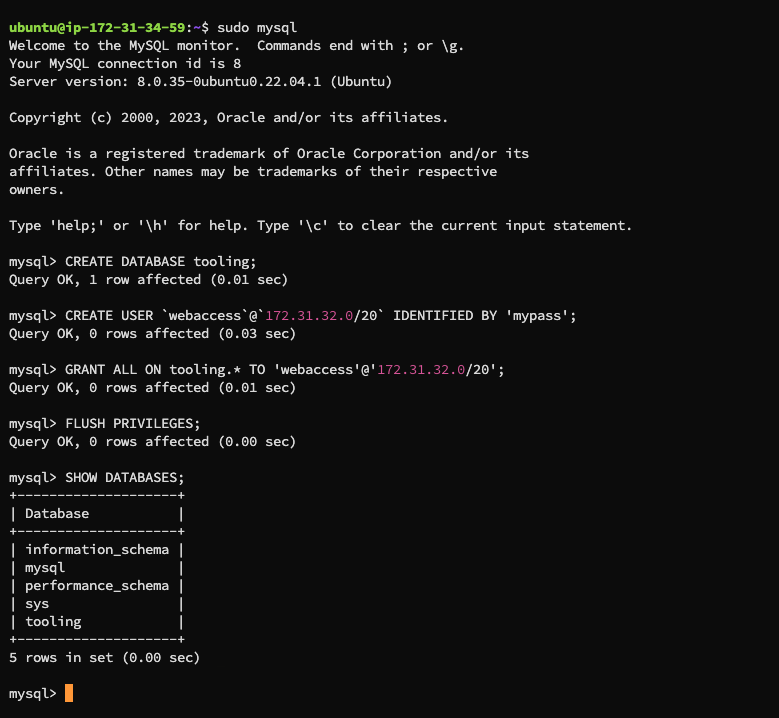 ubuntu@ip-172-31-34-59:~$ sudo mysql
Welcome to the MySQL monitor.  Commands end with ; or \g.
Your MySQL connection id is 8
Server version: 8.0.35-0ubuntu0.22.04.1 (Ubuntu)

Copyright (c) 2000, 2023, Oracle and/or its affiliates.

Oracle is a registered trademark of Oracle Corporation and/or its
affiliates. Other names may be trademarks of their respective
owners.

Type 'help;' or '\h' for help. Type '\c' to clear the current input statement.

mysql> CREATE DATABASE tooling;
Query OK, 1 row affected (0.01 sec)

mysql> CREATE USER `webaccess`@`172.31.32.0/20` IDENTIFIED BY 'mypass';
Query OK, 0 rows affected (0.03 sec)

mysql> GRANT ALL ON tooling.* TO 'webaccess'@'172.31.32.0/20';
Query OK, 0 rows affected (0.01 sec)

mysql> FLUSH PRIVILEGES;
Query OK, 0 rows affected (0.00 sec)

mysql> SHOW DATABASES;
+--------------------+
| Database           |
+--------------------+
| information_schema |
| mysql              |
| performance_schema |
| sys                |
| tooling            |
+--------------------+
5 rows in set (0.00 sec)

mysql>